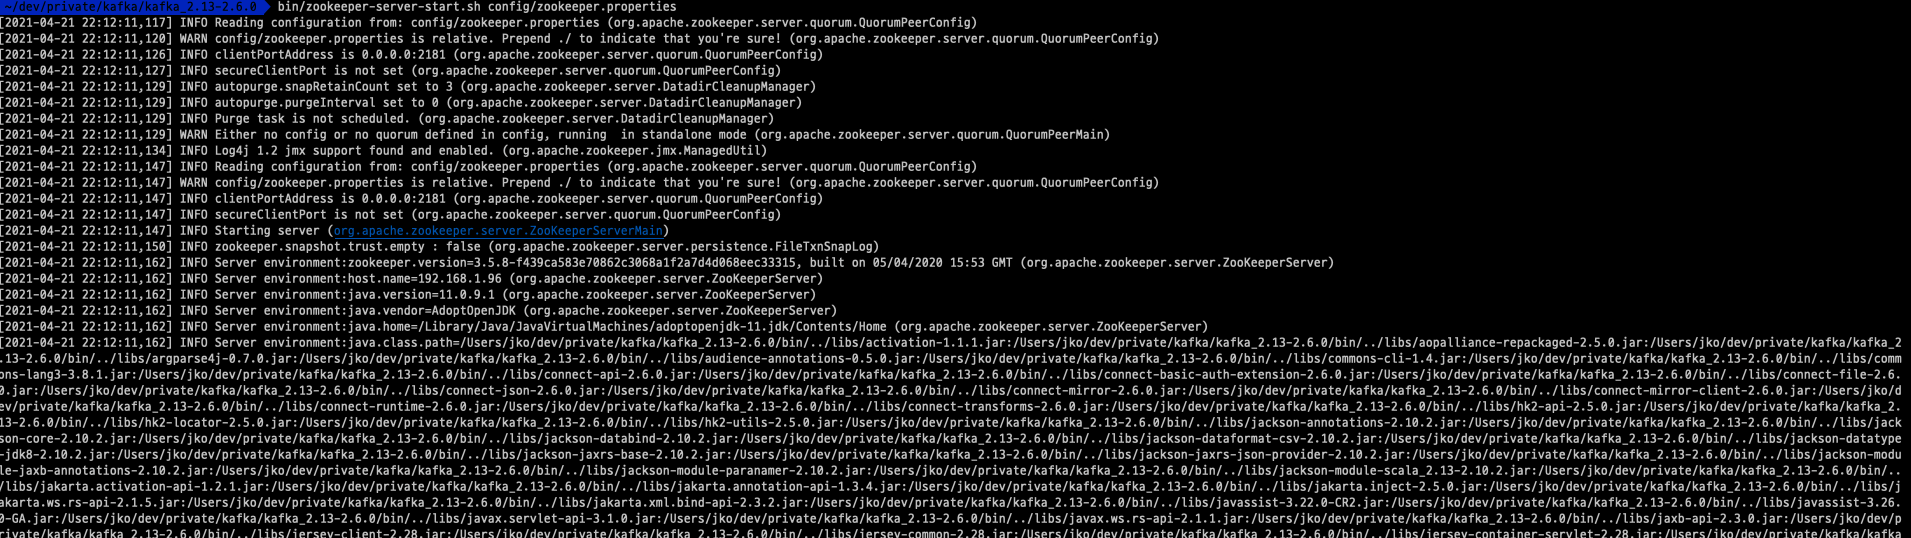 ~/dev/private/kafka/kafka_2.13-2.6.0 bin/zookeeper-server-start.sh config/zookeeper.properties
[2021-04-21 22:12:11,117] INFO Reading configuration from: config/zookeeper.properties (org.apache.zookeeper.server.quorum.QuorumPeerConfig)
[2021-04-21 22:12:11,120] WARN config/zookeeper.properties is relative. Prepend ./ to indicate that you're sure! (org.apache.zookeeper.server.quorum.QuorumPeerConfig)
[2021-04-21 22:12:11,126] INFO clientPortAddress is 0.0.0.0:2181 (org.apache.zookeeper.server.quorum.QuorumPeerConfig)
[2021-04-21 22:12:11,127] INFO secureClientPort is not set (org.apache.zookeeper.server.quorum.QuorumPeerConfig)
[2021-04-21 22:12:11,129] INFO autopurge.snapRetainCount set to 3 (org.apache.zookeeper.server.DatadirCleanupManager)
[2021-04-21 22:12:11,129] INFO autopurge.purgeInterval set to 0 (org.apache.zookeeper.server.DatadirCleanupManager)
[2021-04-21 22:12:11,129] INFO Purge task is not scheduled. (org.apache.zookeeper.server.DatadirCleanupManager)
[2021-04-21 22:12:11,129] WARN Either no config or no quorum defined in config, running  in standalone mode (org.apache.zookeeper.server.quorum.QuorumPeerMain)
[2021-04-21 22:12:11,134] INFO Log4j 1.2 jmx support found and enabled. (org.apache.zookeeper.jmx.ManagedUtil)
[2021-04-21 22:12:11,147] INFO Reading configuration from: config/zookeeper.properties (org.apache.zookeeper.server.quorum.QuorumPeerConfig)
[2021-04-21 22:12:11,147] WARN config/zookeeper.properties is relative. Prepend ./ to indicate that you're sure! (org.apache.zookeeper.server.quorum.QuorumPeerConfig)
[2021-04-21 22:12:11,147] INFO clientPortAddress is 0.0.0.0:2181 (org.apache.zookeeper.server.quorum.QuorumPeerConfig)
[2021-04-21 22:12:11,147] INFO secureClientPort is not set (org.apache.zookeeper.server.quorum.QuorumPeerConfig)
[2021-04-21 22:12:11,147] INFO Starting server (org.apache.zookeeper.server.ZooKeeperServerMain)
[2021-04-21 22:12:11,150] INFO zookeeper.snapshot.trust.empty : false (org.apache.zookeeper.server.persistence.FileTxnSnapLog)
[2021-04-21 22:12:11,162] INFO Server environment:zookeeper.version=3.5.8-f439ca583e70862c3068a1f2a7d4d068eec33315, built on 05/04/2020 15:53 GMT (org.apache.zookeeper.server.ZooKeeperServer)
[2021-04-21 22:12:11,162] INFO Server environment:host.name=192.168.1.96 (org.apache.zookeeper.server.ZooKeeperServer)
[2021-04-21 22:12:11,162] INFO Server environment:java.version=11.0.9.1 (org.apache.zookeeper.server.ZooKeeperServer)
[2021-04-21 22:12:11,162] INFO Server environment:java.vendor=AdoptOpenJDK (org.apache.zookeeper.server.ZooKeeperServer)
[2021-04-21 22:12:11,162] INFO Server environment:java.home=/Library/Java/JavaVirtualMachines/adoptopenjdk-11.jdk/Contents/Home (org.apache.zookeeper.server.ZooKeeperServer)
[2021-04-21 22:12:11,162] INFO Server environment:java.class.path=/Users/jko/dev/private/kafka/kafka_2.13-2.6.0/bin/../libs/activation-1.1.1.jar:/Users/jko/dev/private/kafka/kafka_2.13-2.6.0/bin/../libs/aopalliance-repackaged-2.5.0.jar:/Users/jko/dev/private/kafka/kafka_2
.13-2.6.0/bin/../libs/argparse4j-0.7.0.jar:/Users/jko/dev/private/kafka/kafka_2.13-2.6.0/bin/../libs/audience-annotations-0.5.0.jar:/Users/jko/dev/private/kafka/kafka_2.13-2.6.0/bin/../libs/commons-cli-1.4.jar:/Users/jko/dev/private/kafka/kafka_2.13-2.6.0/bin/../libs/comm
ons-lang3-3.8.1.jar:/Users/jko/dev/private/kafka/kafka_2.13-2.6.0/bin/../libs/connect-api-2.6.0.jar:/Users/jko/dev/private/kafka/kafka_2.13-2.6.0/bin/../libs/connect-basic-auth-extension-2.6.0.jar:/Users/jko/dev/private/kafka/kafka_2.13-2.6.0/bin/../libs/connect-file-2.6.
0.jar:/Users/jko/dev/private/kafka/kafka_2.13-2.6.0/bin/../libs/connect-json-2.6.0.jar:/Users/jko/dev/private/kafka/kafka_2.13-2.6.0/bin/../libs/connect-mirror-2.6.0.jar:/Users/jko/dev/private/kafka/kafka_2.13-2.6.0/bin/../libs/connect-mirror-client-2.6.0.jar:/Users/jko/d
ev/private/kafka/kafka_2.13-2.6.0/bin/../libs/connect-runtime-2.6.0.jar:/Users/jko/dev/private/kafka/kafka_2.13-2.6.0/bin/../libs/connect-transforms-2.6.0.jar:/Users/jko/dev/private/kafka/kafka_2.13-2.6.0/bin/../libs/hk2-api-2.5.0.jar:/Users/jko/dev/private/kafka/kafka_2.
13-2.6.0/bin/../libs/hk2-locator-2.5.0.jar:/Users/jko/dev/private/kafka/kafka_2.13-2.6.0/bin/../libs/hk2-utils-2.5.0.jar:/Users/jko/dev/private/kafka/kafka_2.13-2.6.0/bin/../libs/jackson-annotations-2.10.2.jar:/Users/jko/dev/private/kafka/kafka_2.13-2.6.0/bin/../libs/jack
son-core-2.10.2.jar:/Users/jko/dev/private/kafka/kafka_2.13-2.6.0/bin/../libs/jackson-databind-2.10.2.jar:/Users/jko/dev/private/kafka/kafka_2.13-2.6.0/bin/../libs/jackson-dataformat-csv-2.10.2.jar:/Users/jko/dev/private/kafka/kafka_2.13-2.6.0/bin/../libs/jackson-datatype
-jdk8-2.10.2.jar:/Users/jko/dev/private/kafka/kafka_2.13-2.6.0/bin/../libs/jackson-jaxrs-base-2.10.2.jar:/Users/jko/dev/private/kafka/kafka_2.13-2.6.0/bin/../libs/jackson-jaxrs-json-provider-2.10.2.jar:/Users/jko/dev/private/kafka/kafka_2.13-2.6.0/bin/../libs/jackson-modu
le-jaxb-annotations-2.10.2.jar:/Users/jko/dev/private/kafka/kafka_2.13-2.6.0/bin/../libs/jackson-module-paranamer-2.10.2.jar:/Users/jko/dev/private/kafka/kafka_2.13-2.6.0/bin/../libs/jackson-module-scala_2.13-2.10.2.jar:/Users/jko/dev/private/kafka/kafka_2.13-2.6.0/bin/..
/libs/jakarta.activation-api-1.2.1.jar:/Users/jko/dev/private/kafka/kafka_2.13-2.6.0/bin/../libs/jakarta.annotation-api-1.3.4.jar:/Users/jko/dev/private/kafka/kafka_2.13-2.6.0/bin/../libs/jakarta.inject-2.5.0.jar:/Users/jko/dev/private/kafka/kafka_2.13-2.6.0/bin/../libs/j
akarta.ws.rs-api-2.1.5.jar:/Users/jko/dev/private/kafka/kafka_2.13-2.6.0/bin/../libs/jakarta.xml.bind-api-2.3.2.jar:/Users/jko/dev/private/kafka/kafka_2.13-2.6.0/bin/../libs/javassist-3.22.0-CR2.jar:/Users/jko/dev/private/kafka/kafka_2.13-2.6.0/bin/../libs/javassist-3.26.
0-GA.jar:/Users/jko/dev/private/kafka/kafka_2.13-2.6.0/bin/../libs/javax.servlet-api-3.1.0.jar:/Users/jko/dev/private/kafka/kafka_2.13-2.6.0/bin/../libs/javax.ws.rs-api-2.1.1.jar:/Users/jko/dev/private/kafka/kafka_2.13-2.6.0/bin/../libs/jaxb-api-2.3.0.jar:/Users/jko/dev/p
rivate/kafka/kafka_2.13-2.6.0/bin/../libs/jersey-client-2.28.jar:/Users/jko/dev/private/kafka/kafka_2.13-2.6.0/bin/../libs/jersey-common-2.28.jar:/Users/jko/dev/private/kafka/kafka_2.13-2.6.0/bin/../libs/jersey-container-servlet-2.28.jar:/Users/jko/dev/private/kafka/kafka